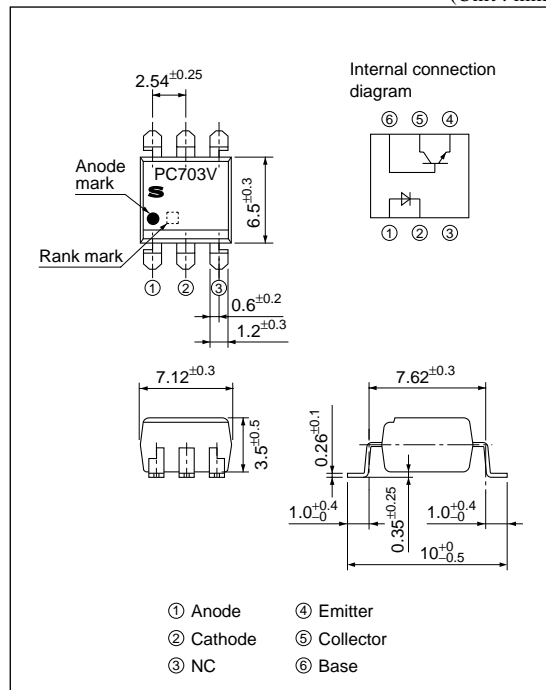 2.54±0.25
Internal connection
diagram
⑥ ⑤ ④
Anode
mark
PC703V
6.5±0.3
Rank mark
① ② ③
① ② ③
0.6±0.2
1.2±0.3
7.12±0.3
7.62±0.3
3.5±0.5
0.26±0.1
1.0+0.4−0
0.35±0.25
1.0+0.4−0
10+0−0.5
① Anode ④ Emitter
② Cathode ⑤ Collector
③ NC ⑥ Base